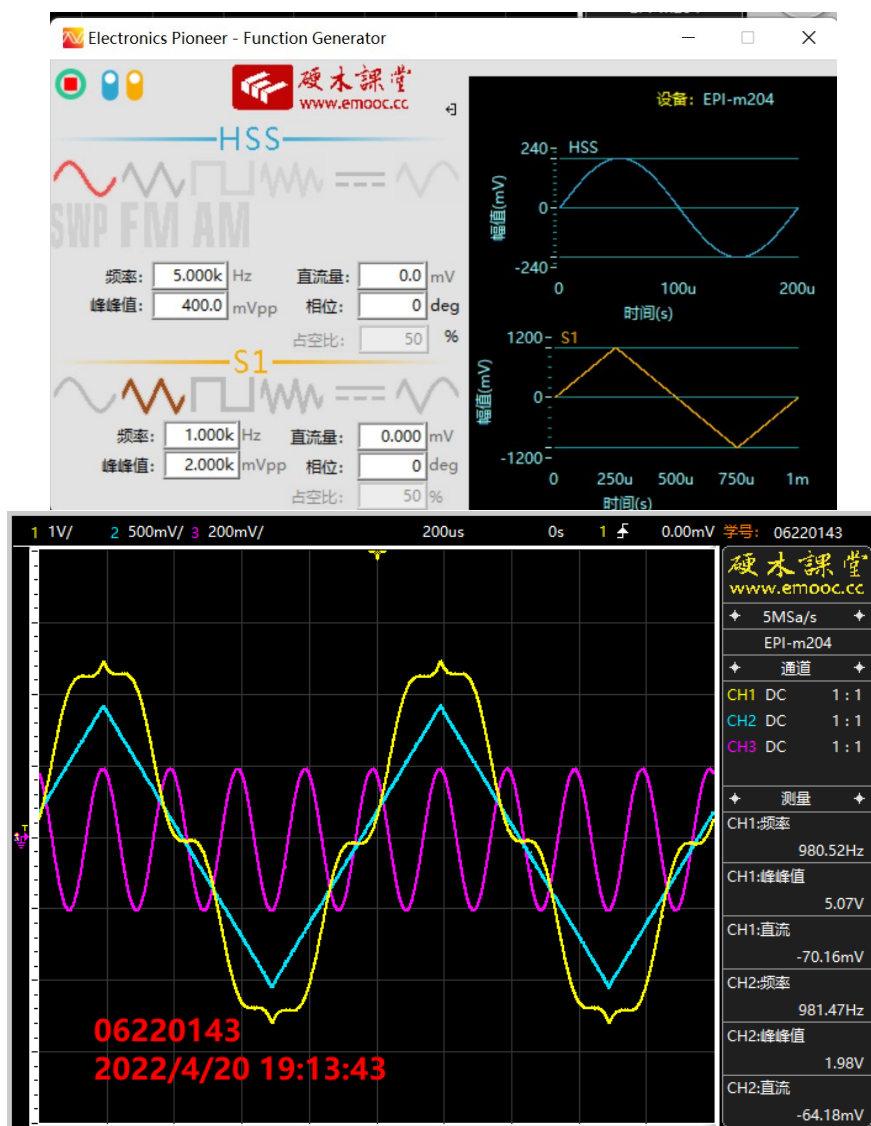 Electronics Pioneer - Function Generator
硬木課堂
www.emooc.cc
HSS
SWP FM AM
频率: 5.000k Hz 直流量: 0.0 mV
峰峰值: 400.0 mVpp 相位: 0 deg
占空比: 50 %
S1
频率: 1.000k Hz 直流量: 0.000 mV
峰峰值: 2.000k mVpp 相位: 0 deg
占空比: 50 %
设备: EPI-m204
240 HSS
幅值(mV)
0
-240
0 100u 200u
时间(s)
1200 S1
幅值(mV)
0
-1200
0 250u 500u 750u 1m
时间(s)
1 1V/ 2 500mV/ 3 200mV/ 200us 0s 1 0.00mV 学号: 06220143
硬木課堂
www.emooc.cc
5MSa/s
EPI-m204
通道
CH1 DC 1 : 1
CH2 DC 1 : 1
CH3 DC 1 : 1
测量
CH1:频率
980.52Hz
CH1:峰峰值
5.07V
CH1:直流
-70.16mV
CH2:频率
981.47Hz
CH2:峰峰值
1.98V
CH2:直流
-64.18mV
T
06220143
2022/4/20 19:13:43